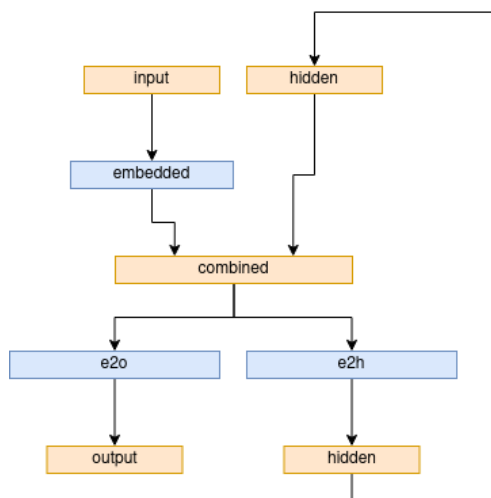 input
hidden
embedded
combined
e2o
e2h
output
hidden